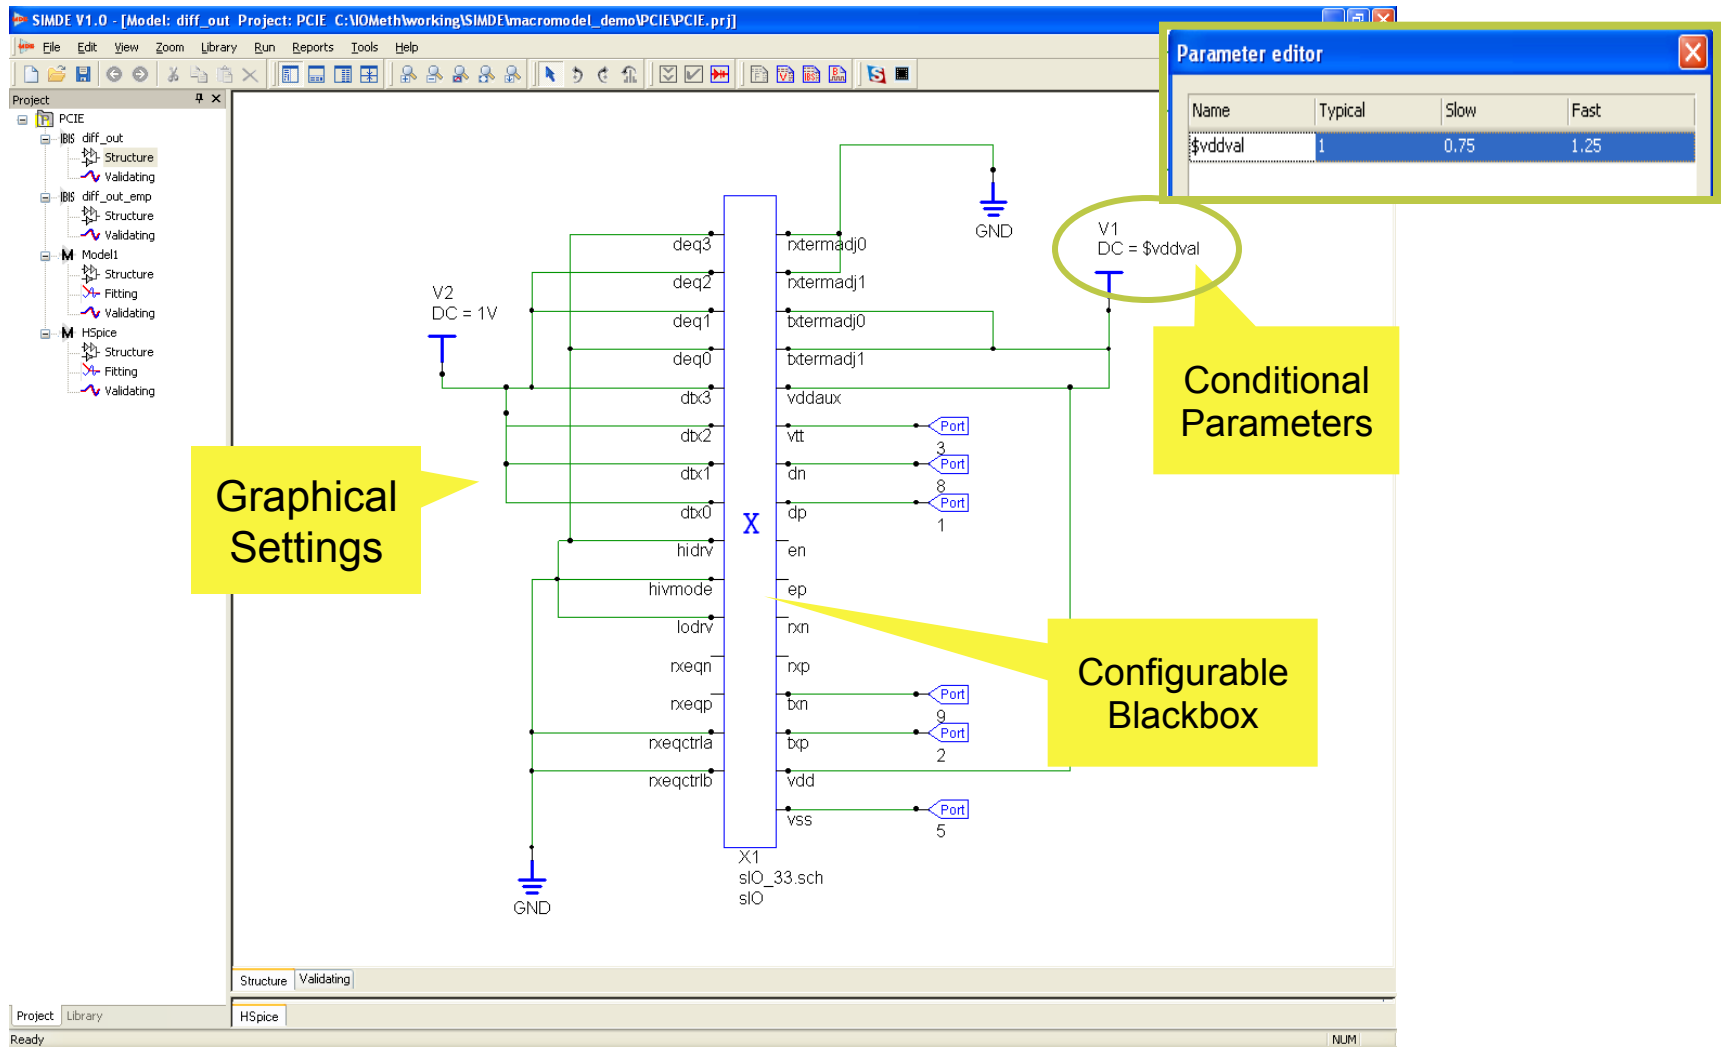 SIMDE V1.0 - [Model: diff_out Project: PCIE C:\IOMeth\working\SIMDE\macromodel_demo\PCIE\PCIE.prj]
File Edit View Zoom Library Run Reports Tools Help
Parameter editor
Name Typical Slow Fast
$vddval 1 0.75 1.25
Project
PCIE
IBIS diff_out
Structure
Validating
IBIS diff_out_emp
Structure
Validating
M Model1
Structure
Fitting
Validating
M HSpice
Structure
Fitting
Validating
GND
V1
DC = $vddval
V2
DC = 1V
Conditional
Parameters
Graphical
Settings
Configurable
Blackbox
deq3 rxtermadj0
deq2 rxtermadj1
deq1 txtermadj0
deq0 txtermadj1
dtx3 vddaux
dtx2 vtt Port 3
dtx1 dn Port 8
dtx0 dp Port 1
X
hidrv en
hivmode ep
lodrv rxn
rxeqn rxp
rxeqp txn Port 9
rxeqctrla txp Port 2
rxeqctrlb vdd
vss Port 5
X1
sIO_33.sch
sIO
GND
Structure Validating
Project Library
HSpice
Ready NUM